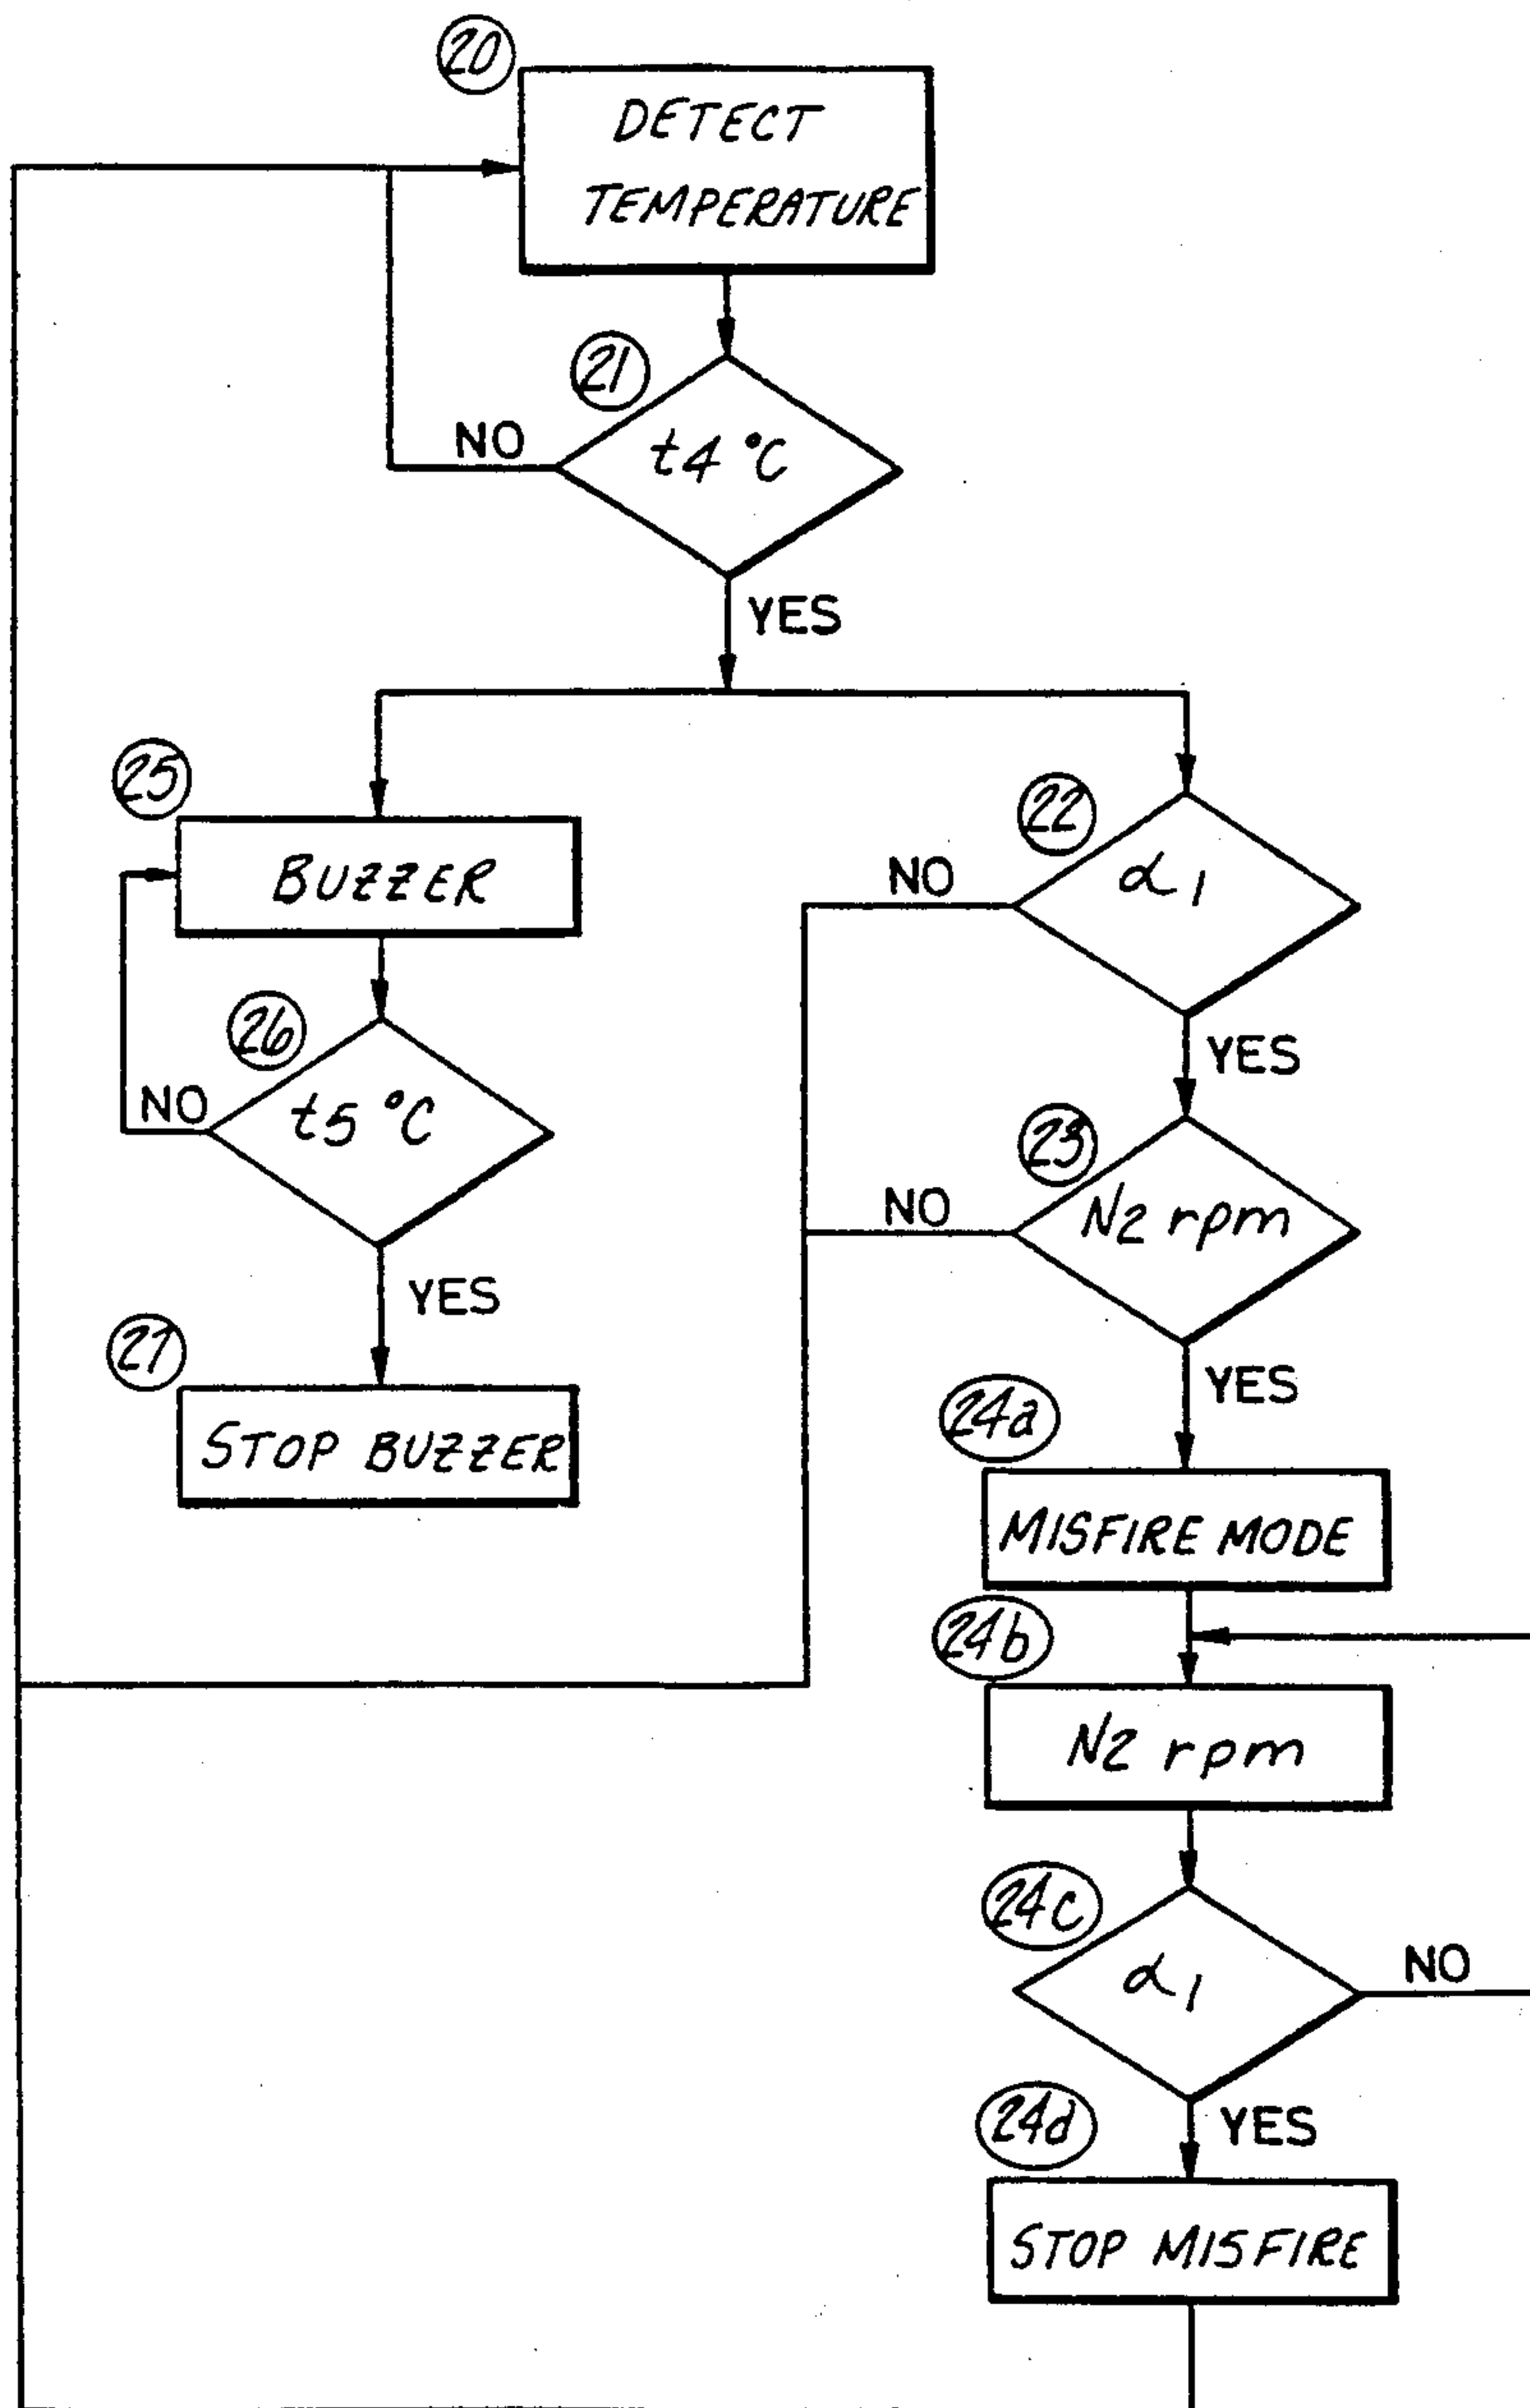 20
DETECT
TEMPERATURE
21
t4 °C
NO
YES
25
BUZZER
26
t5 °C
NO
YES
27
STOP BUZZER
22
α1
NO
YES
23
N2 rpm
NO
YES
24a
MISFIRE MODE
24b
N2 rpm
24c
α1
NO
YES
24d
STOP MISFIRE